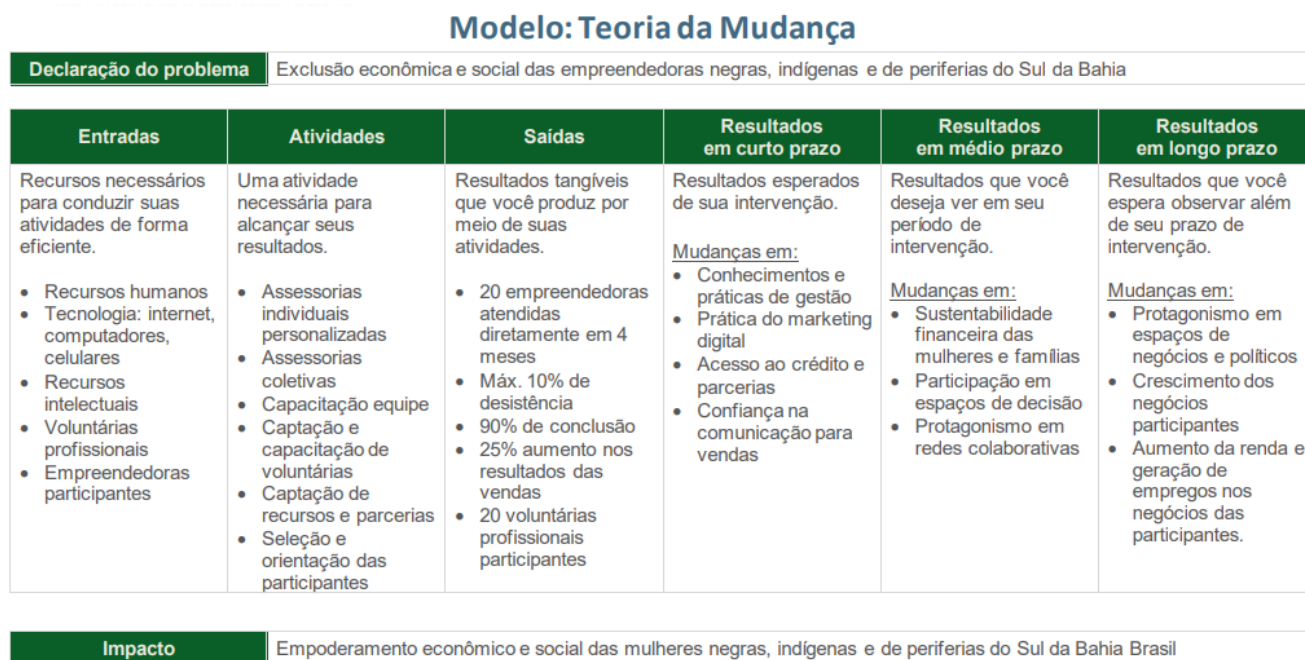 Modelo: Teoria da Mudança
Declaração do problema
Exclusão econômica e social das empreendedoras negras, indígenas e de periferias do Sul da Bahia
Entradas
Recursos necessários
para conduzir suas
atividades de forma
eficiente.
• Recursos humanos
• Tecnologia: internet,
computadores,
celulares
• Recursos
intelectuais
• Voluntárias
profissionais
• Empreendedoras
participantes
Atividades
Uma atividade
necessária para
alcançar seus
resultados.
• Assessorias
individuais
personalizadas
• Assessorias
coletivas
• Capacitação equipe
• Captação e
capacitação de
voluntárias
• Captação de
recursos e parcerias
• Seleção e
orientação das
participantes
Saídas
Resultados tangíveis
que você produz por
meio de suas
atividades.
• 20 empreendedoras
atendidas
diretamente em 4
meses
• Máx. 10% de
desistência
• 90% de conclusão
• 25% aumento nos
resultados das
vendas
• 20 voluntárias
profissionais
participantes
Resultados
em curto prazo
Resultados esperados
de sua intervenção.
Mudanças em:
• Conhecimentos e
práticas de gestão
• Prática do marketing
digital
• Acesso ao crédito e
parcerias
• Confiança na
comunicação para
vendas
Resultados
em médio prazo
Resultados que você
deseja ver em seu
período de
intervenção.
Mudanças em:
• Sustentabilidade
financeira das
mulheres e famílias
• Participação em
espaços de decisão
• Protagonismo em
redes colaborativas
Resultados
em longo prazo
Resultados que você
espera observar além
de seu prazo de
intervenção.
Mudanças em:
• Protagonismo em
espaços de
negócios e políticos
• Crescimento dos
negócios
participantes
• Aumento da renda e
geração de
empregos nos
negócios das
participantes.
Impacto
Empoderamento econômico e social das mulheres negras, indígenas e de periferias do Sul da Bahia Brasil